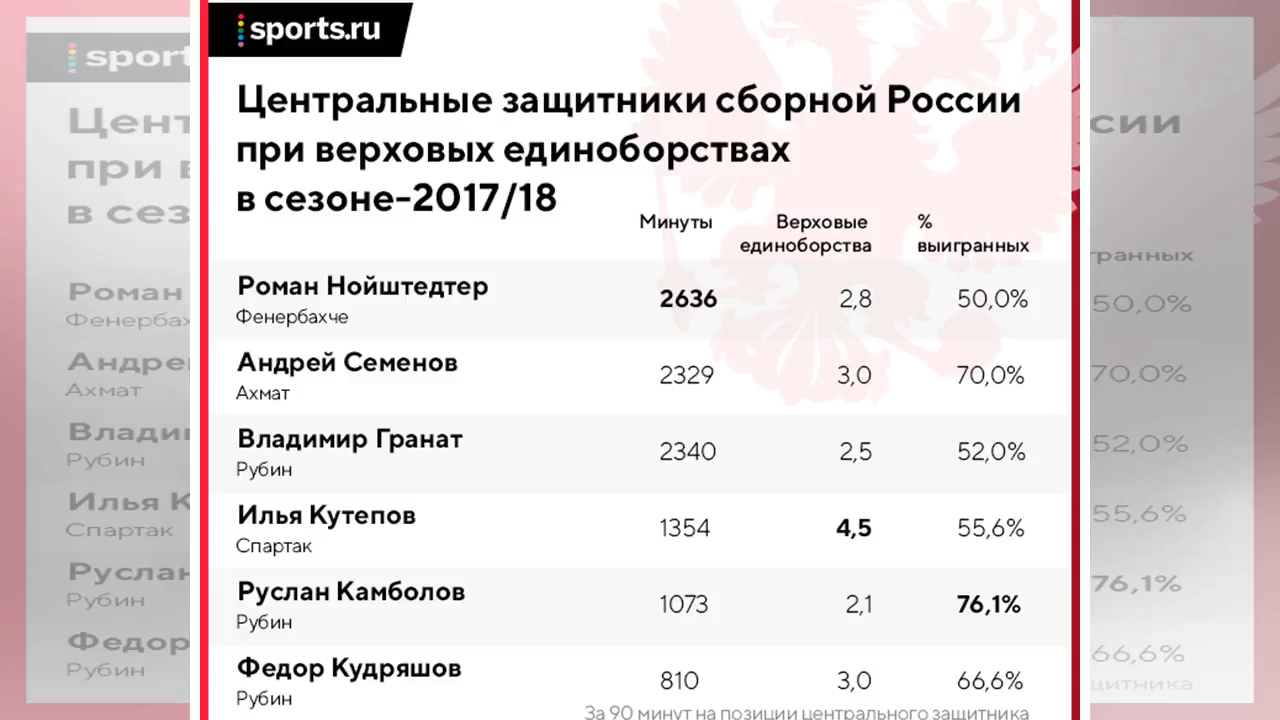 sports.ru
Центральные защитники сборной России
при верховых единоборствах
в сезоне-2017/18
Минуты Верховые единоборства % выигранных
Роман Нойштедтер 2636 2,8 50,0%
Фенербахче
Андрей Семенов 2329 3,0 70,0%
Ахмат
Владимир Гранат 2340 2,5 52,0%
Рубин
Илья Кутепов 1354 4,5 55,6%
Спартак
Руслан Камболов 1073 2,1 76,1%
Рубин
Федор Кудряшов 810 3,0 66,6%
Рубин
За 90 минут на позиции центрального защитника